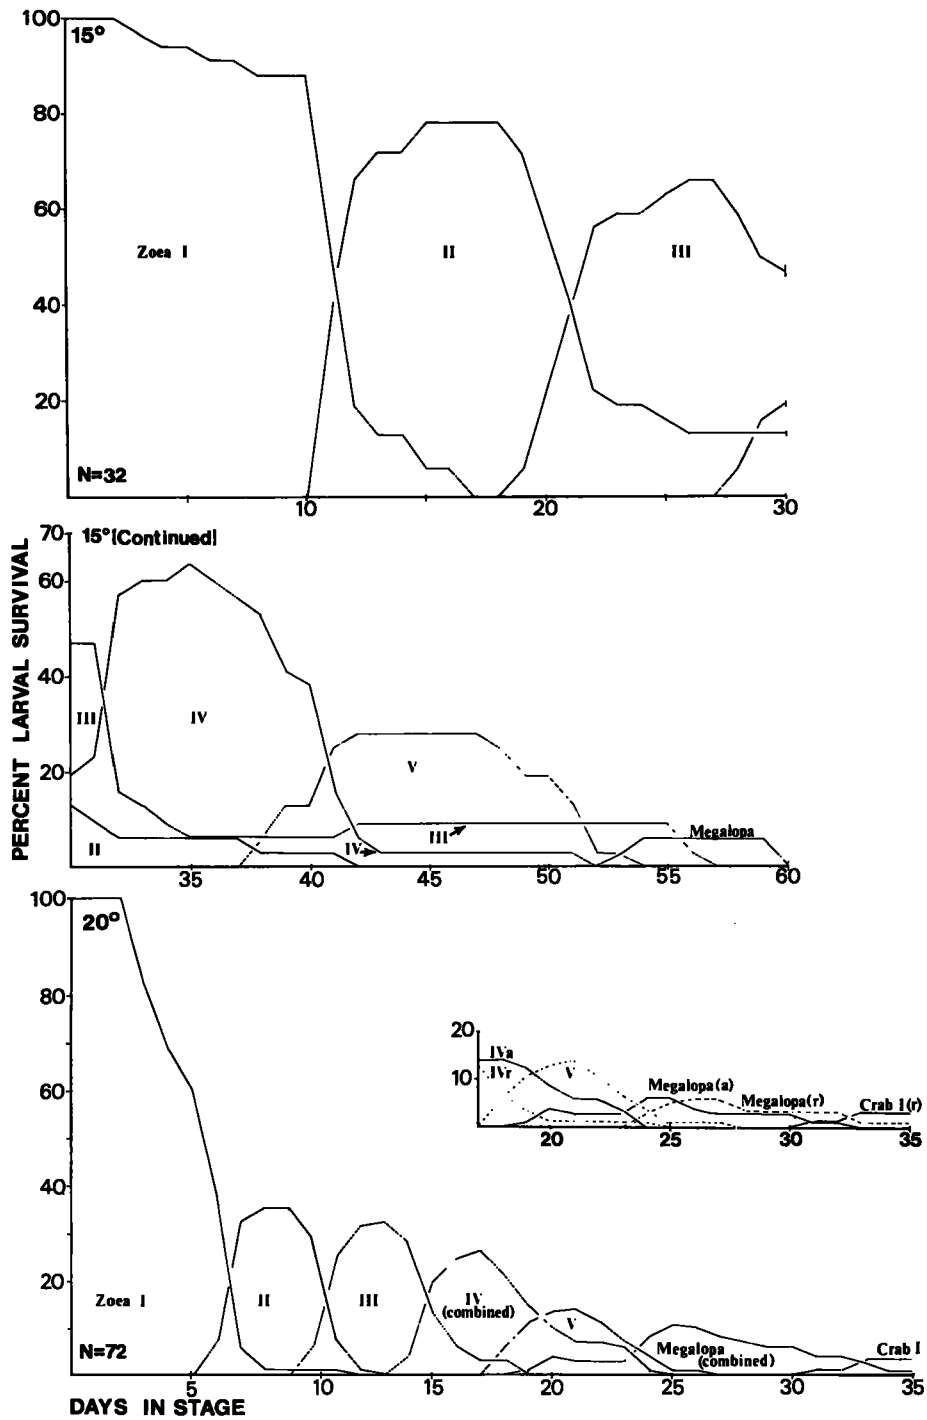 100
15°
80
60
Zoea I
II
III
40
20
N=32
10
20
30
PERCENT LARVAL SURVIVAL
70
15° (Continued)
60
40
III
IV
20
V
II
IV
III
Megalopa
35
40
45
50
55
60
100
20°
80
60
40
20
Zoea I
II
III
IV
(combined)
V
Megalopa
(combined)
Crab I
N=72
20
10
IVa
IVr
V
Megalopa(a)
Megalopa(r)
Crab I(r)
20
25
30
35
5
10
15
20
25
30
35
DAYS IN STAGE